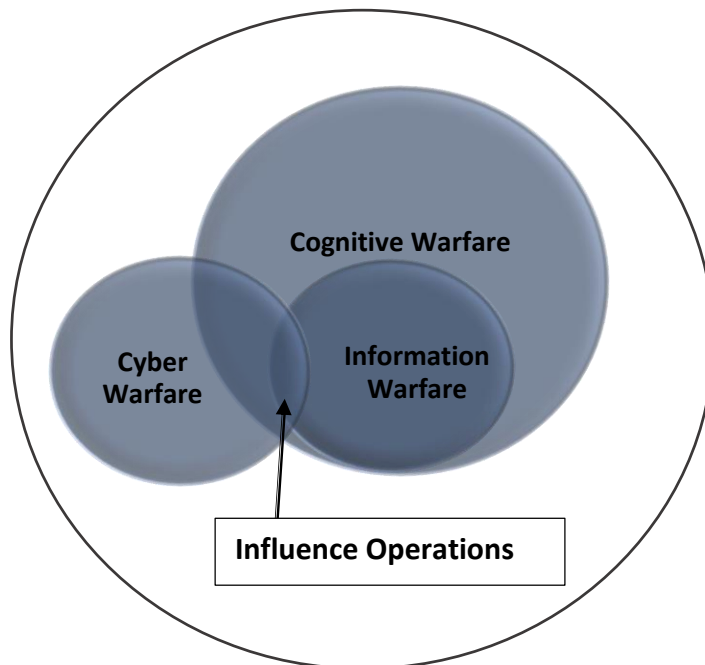 Cognitive Warfare
Cyber
Warfare
Information
Warfare
Influence Operations